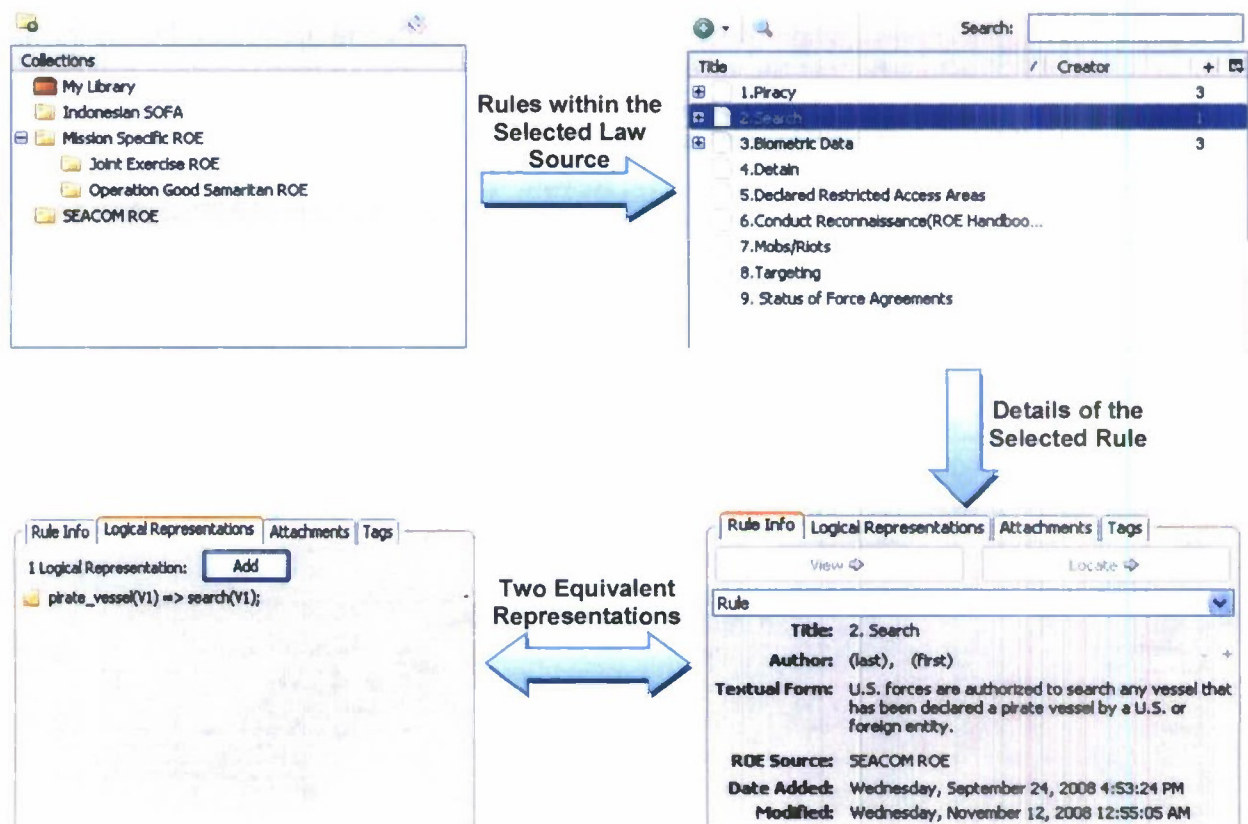 Collections
My Library
Indonesian SOFA
Mission Specific ROE
Joint Exercise ROE
Operation Good Samaritan ROE
SEACOM ROE
Rules within the
Selected Law
Source
Search:
Title / Creator +
1.Piracy 3
2.Search 1
3.Biometric Data 3
4.Detain
5.Declared Restricted Access Areas
6.Conduct Reconnaissance(ROE Handboo...
7.Mobs/Riots
8.Targeting
9. Status of Force Agreements
Details of the
Selected Rule
Rule Info Logical Representations Attachments Tags
1 Logical Representation: Add
pirate_vessel(V1) => search(V1);
Two Equivalent
Representations
Rule Info Logical Representations Attachments Tags
View Locate
Rule
Title: 2. Search
Author: (last), (first)
Textual Form: U.S. forces are authorized to search any vessel that
has been declared a pirate vessel by a U.S. or
foreign entity.
ROE Source: SEACOM ROE
Date Added: Wednesday, September 24, 2008 4:53:24 PM
Modified: Wednesday, November 12, 2008 12:55:05 AM